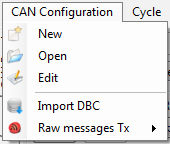 CAN Configuration Cycle
New
Open
Edit
Import DBC
Raw messages Tx